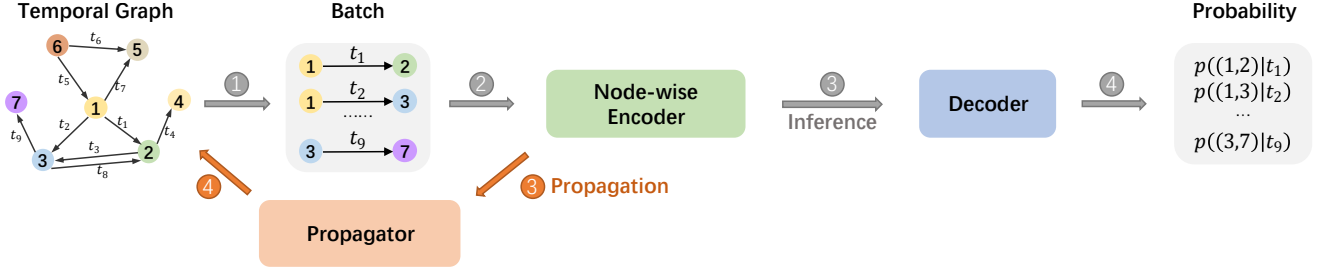 Temporal Graph
Batch
Probability
6
t₆
5
t₅
t₇
7
1
4
t₉
t₂
t₁
t₄
3
t₃
2
t₈
①
1
t₁
2
1
t₂
3
......
3
t₉
7
②
Node-wise
Encoder
③
Inference
Decoder
④
p((1,2)|t₁)
p((1,3)|t₂)
...
p((3,7)|t₉)
④
③ Propagation
Propagator